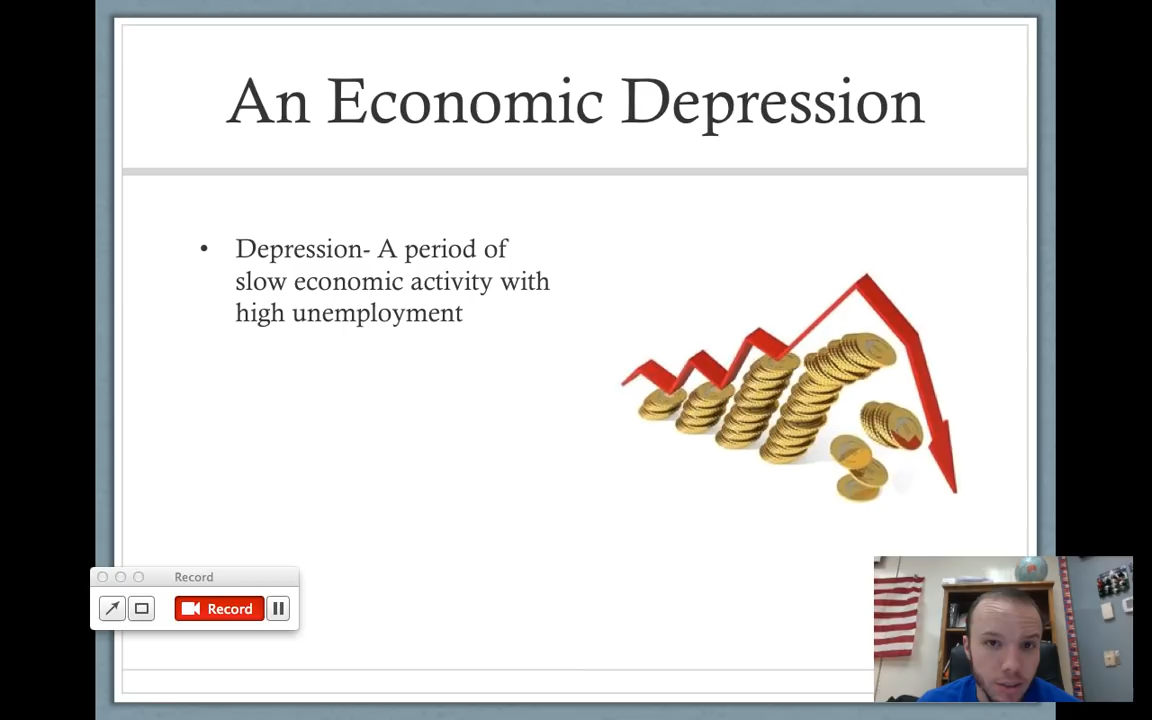 An Economic Depression
• Depression- A period of
slow economic activity with
high unemployment
Record
Record